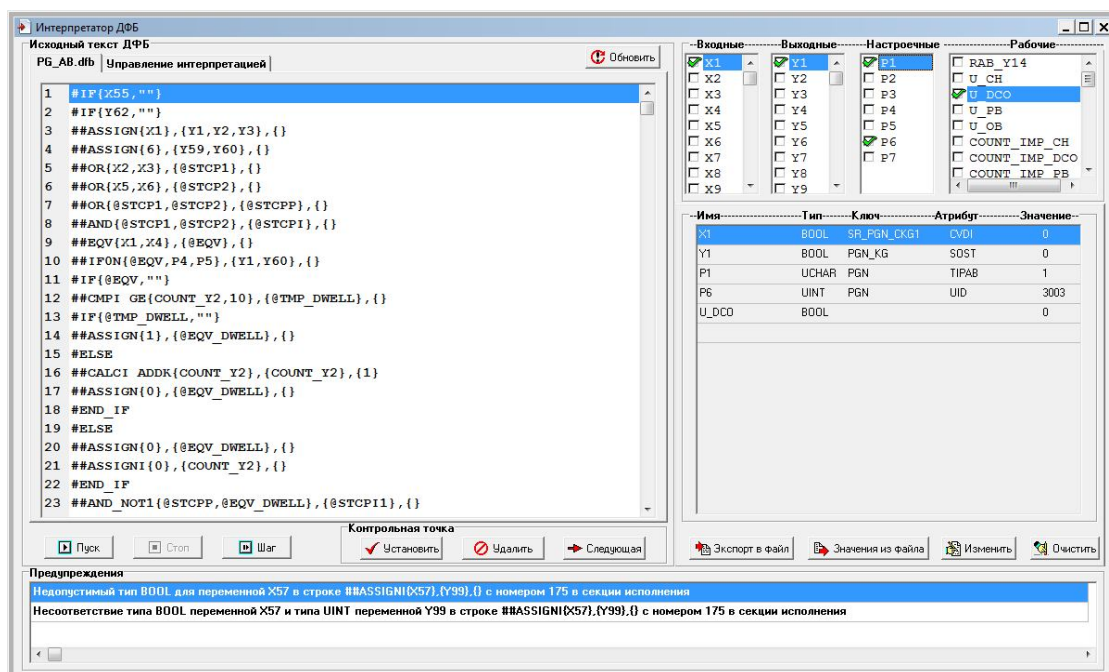 Интерпретатор ДФБ
Исходный текст ДФБ
PG_AB.dfb Управление интерпретацией
Обновить
1 #IF{X55,""}
2 #IF{Y62,""}
3 ##ASSIGN{X1},{Y1,Y2,Y3},{}
4 ##ASSIGN{6},{Y59,Y60},{}
5 ##OR{X2,X3},{@STCP1},{}
6 ##OR{X5,X6},{@STCP2},{}
7 ##OR{@STCP1,@STCP2},{@STCPP},{}
8 ##AND{@STCP1,@STCP2},{@STCPI},{}
9 ##EQV{X1,X4},{@EQV},{}
10 ##IF0N{@EQV,P4,P5},{Y1,Y60},{}
11 #IF{@EQV,""}
12 ##CMPI GE{COUNT_Y2,10},{@TMP_DWELL},{}
13 #IF{@TMP_DWELL,""}
14 ##ASSIGN{1},{@EQV_DWELL},{}
15 #ELSE
16 ##CALCI ADDK{COUNT_Y2},{COUNT_Y2},{1}
17 ##ASSIGN{0},{@EQV_DWELL},{}
18 #END_IF
19 #ELSE
20 ##ASSIGN{0},{@EQV_DWELL},{}
21 ##ASSIGNI{0},{COUNT_Y2},{}
22 #END_IF
23 ##AND_NOT1{@STCPP,@EQV_DWELL},{@STCPI1},{}
Пуск Стоп Шаг
Контрольная точка
Установить Удалить Следующая
--Входные--------Выходные------Настроечные ----------------Рабочие------------
X1 Y1 P1 RAB_Y14
X2 Y2 P2 U_CH
X3 Y3 P3 U_DCO
X4 Y4 P4 U_PB
X5 Y5 P5 U_OB
X6 Y6 P6 COUNT_IMP_CH
X7 Y7 P7 COUNT_IMP_DCO
X8 Y8 COUNT_IMP_PB
X9 Y9
--Имя-------------------Тип-----Ключ--------------Атрибут----------Значение--
X1 BOOL SR_PGN_CKG1 CVDI 0
Y1 BOOL PGN_KG SOST 0
P1 UCHAR PGN TIPAB 1
P6 UINT PGN UID 3003
U_DCO BOOL 0
Экспорт в файл Значения из файла Изменить Очистить
Предупреждения
Недопустимый тип BOOL для переменной X57 в строке ##ASSIGNI{X57},{Y99},{} с номером 175 в секции исполнения
Несоответствие типа BOOL переменной X57 и типа UINT переменной Y99 в строке ##ASSIGNI{X57},{Y99},{} с номером 175 в секции исполнения